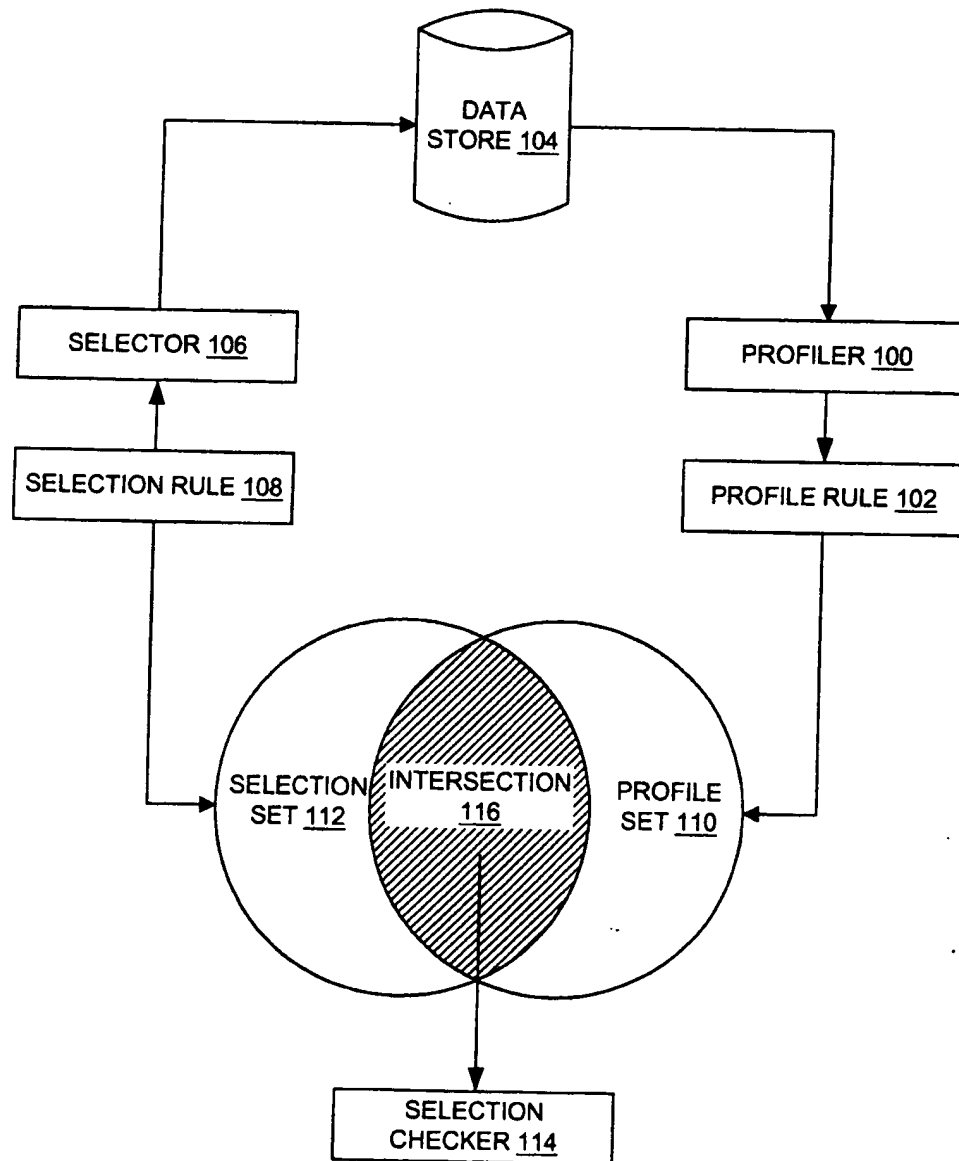 DATA
STORE 104
SELECTOR 106
PROFILER 100
SELECTION RULE 108
PROFILE RULE 102
SELECTION
SET 112
INTERSECTION
116
PROFILE
SET 110
SELECTION
CHECKER 114